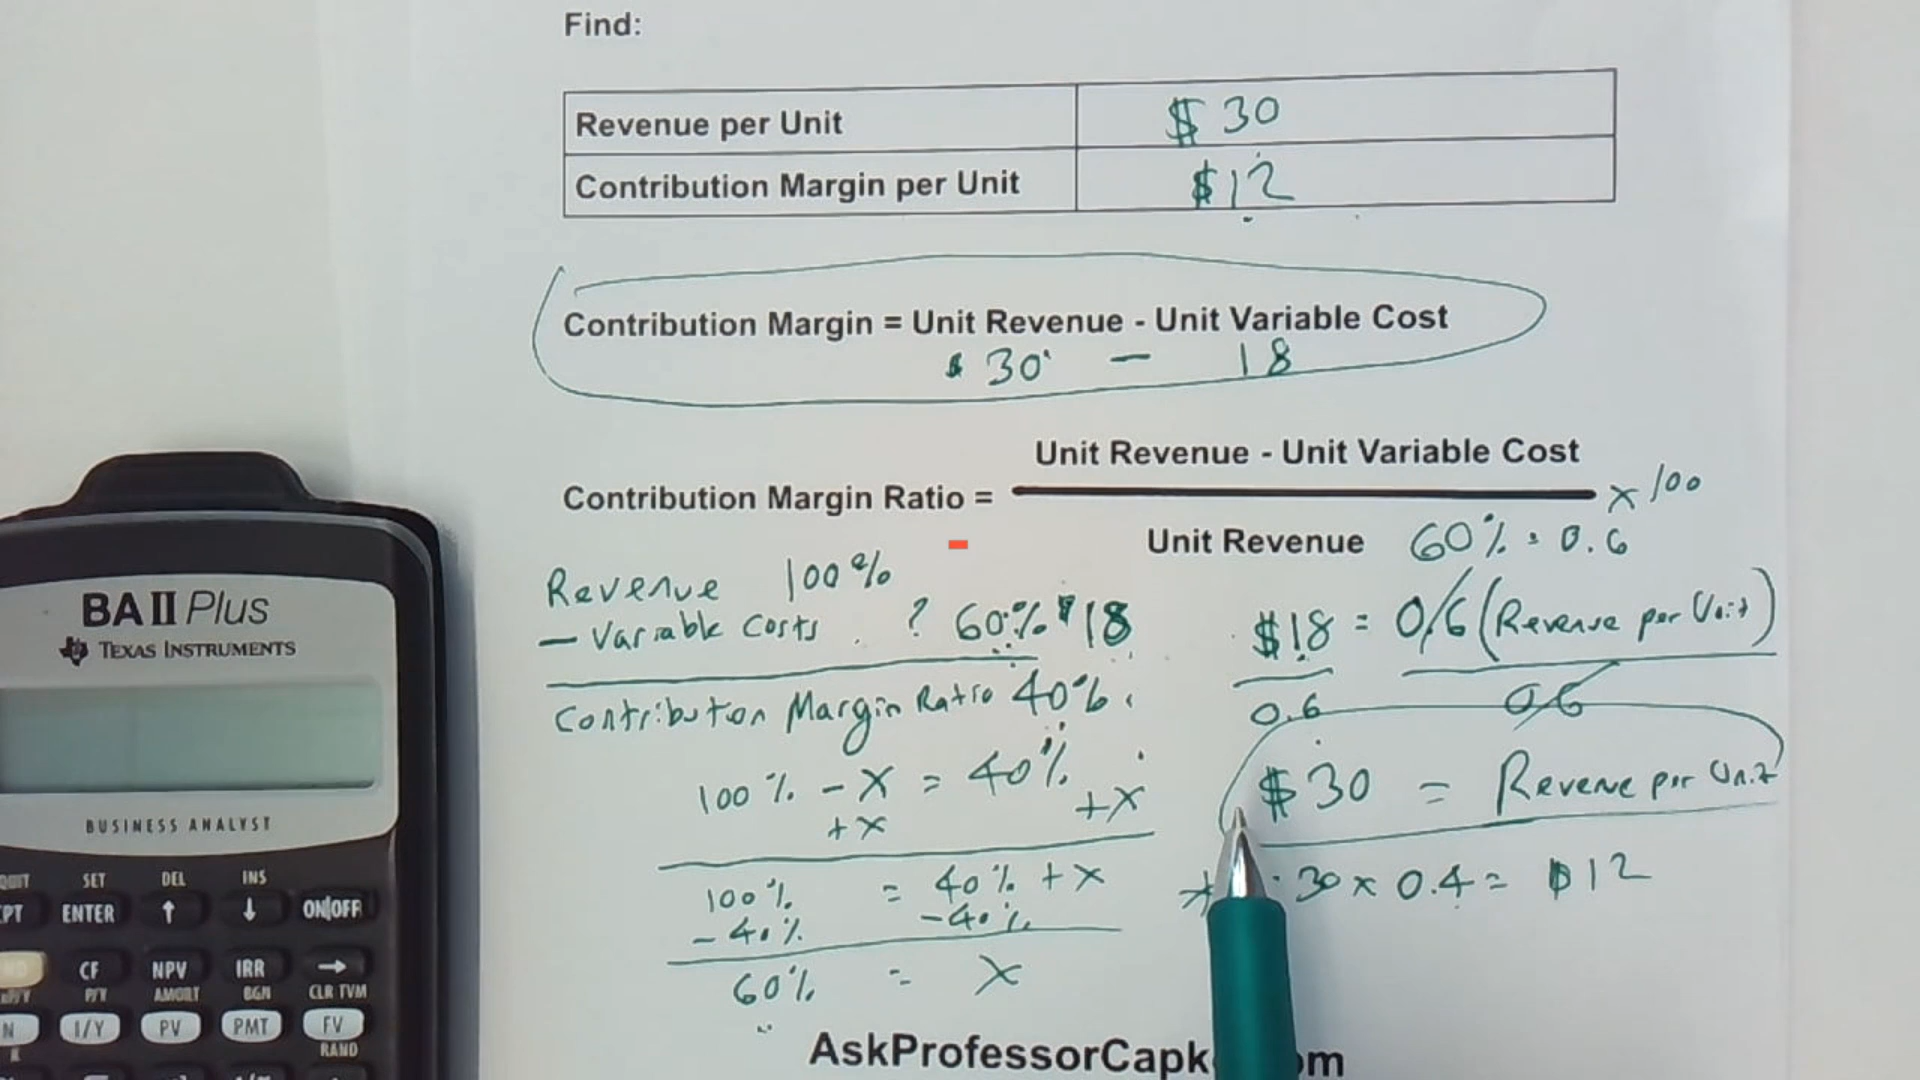 Find:
Revenue per Unit $30
Contribution Margin per Unit $12
Contribution Margin = Unit Revenue - Unit Variable Cost
$30 - 18
Unit Revenue - Unit Variable Cost
Contribution Margin Ratio = x 100
Unit Revenue 60% = 0.6
Revenue 100%
- Variable Costs ? 60% $18
Contribution Margin Ratio 40%
100% - X = 40%
+X +X
100% = 40% + X
- 40% - 40%
60% = X
$18 = 0.6 (Revenue per Unit)
0.6 0.6
$30 = Revenue per Unit
30 x 0.4 = $12
BA II Plus
TEXAS INSTRUMENTS
BUSINESS ANALYST
SET DEL INS
ENTER ↑ ↓ ON/OFF
CF NPV IRR →
P/Y AMORT BGN CLR TVM
N I/Y PV PMT FV
K RAND